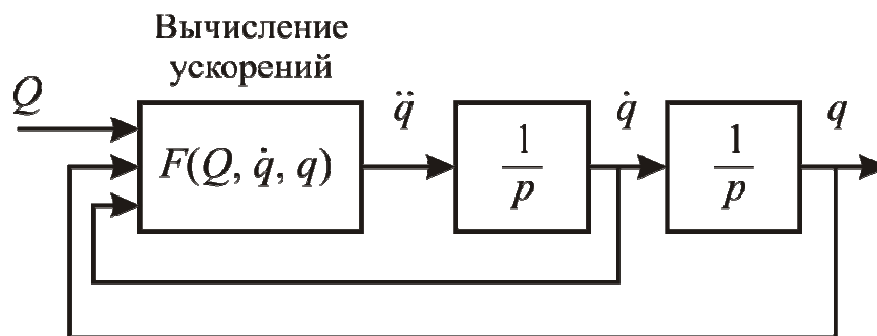 Вычисление
ускорений
Q
F(Q, q̇, q)
q̈
1
p
q̇
1
p
q